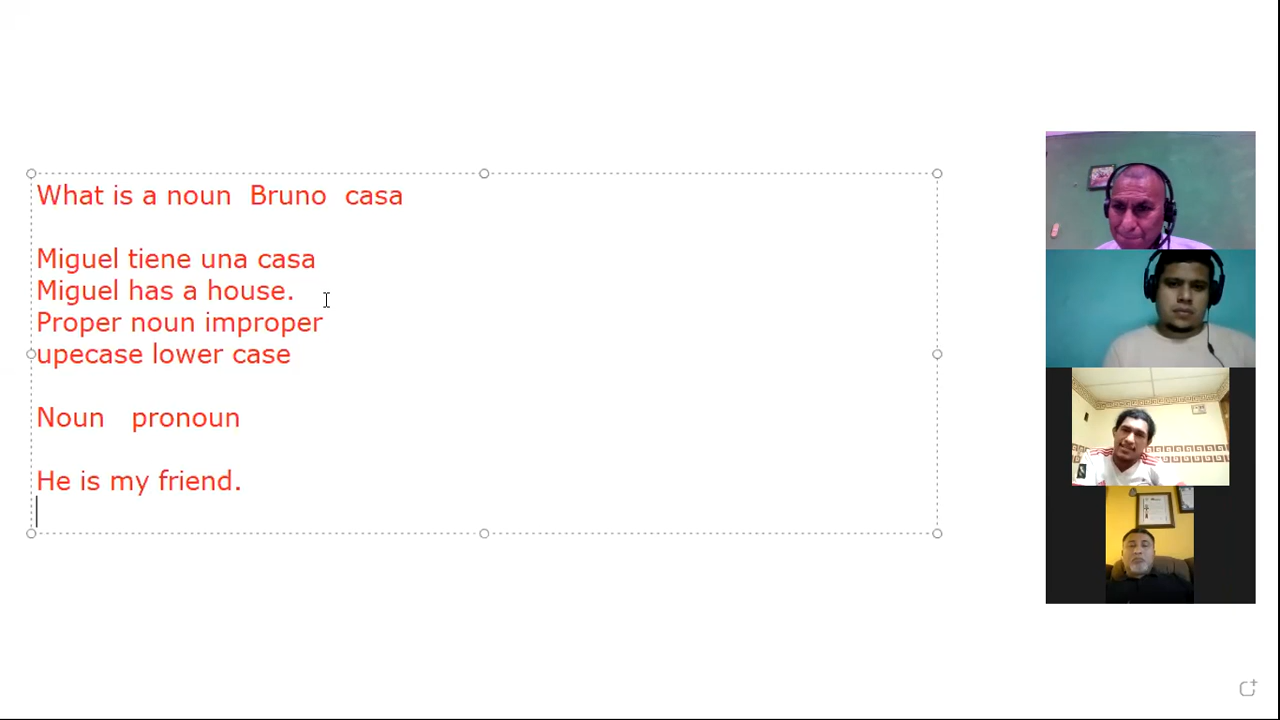 What is a noun Bruno casa
Miguel tiene una casa
Miguel has a house.
Proper noun improper
upecase lower case
Noun pronoun
He is my friend.